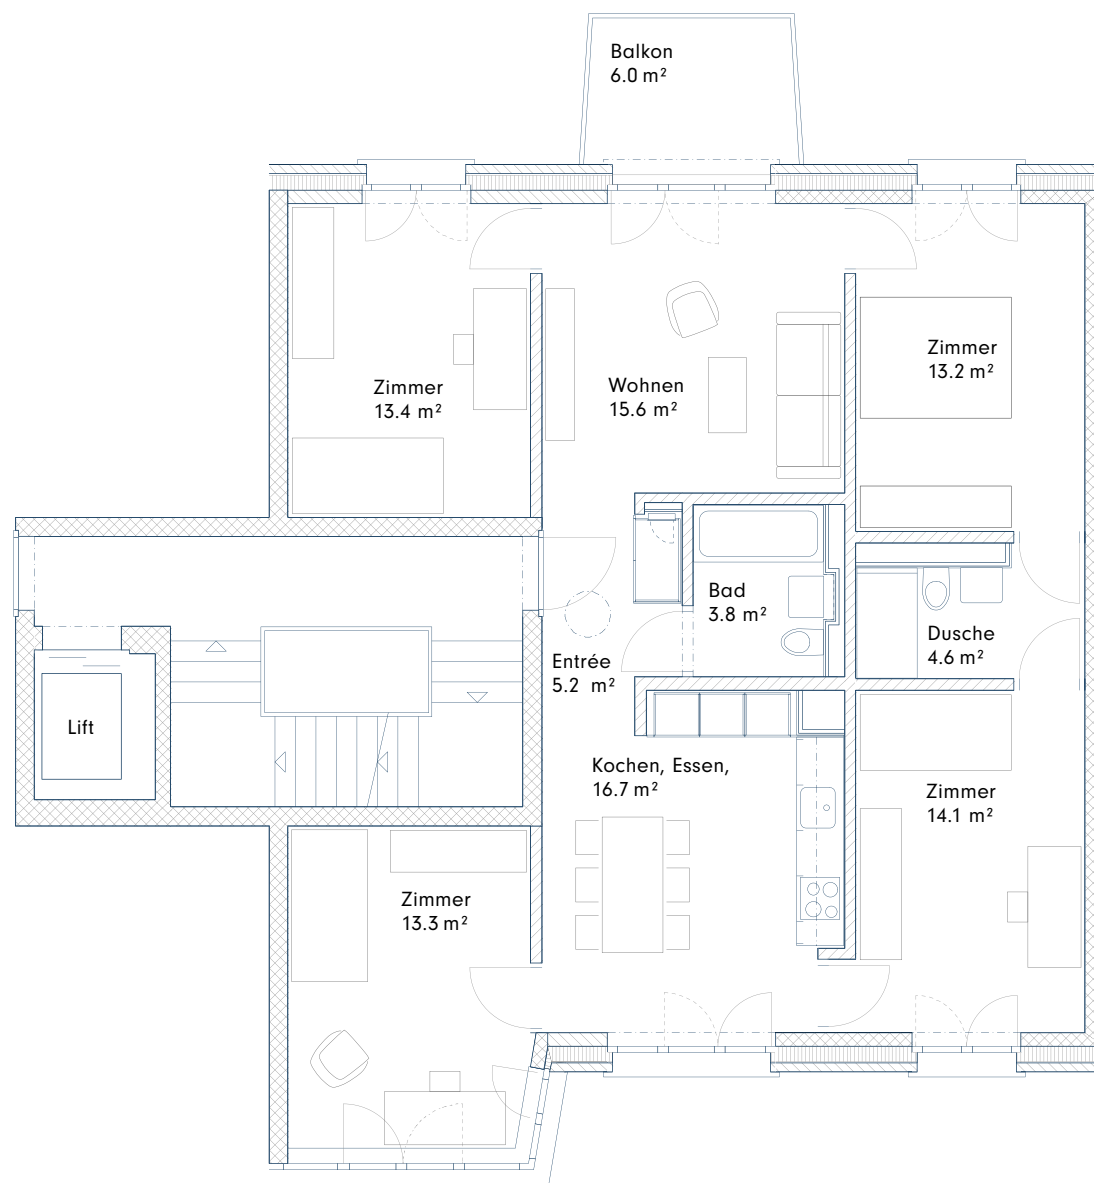 Balkon
6.0 m²
Zimmer
13.2 m²
Zimmer
13.4 m²
Wohnen
15.6 m²
Bad
3.8 m²
Dusche
4.6 m²
Entrée
5.2 m²
Lift
Kochen, Essen,
16.7 m²
Zimmer
14.1 m²
Zimmer
13.3 m²